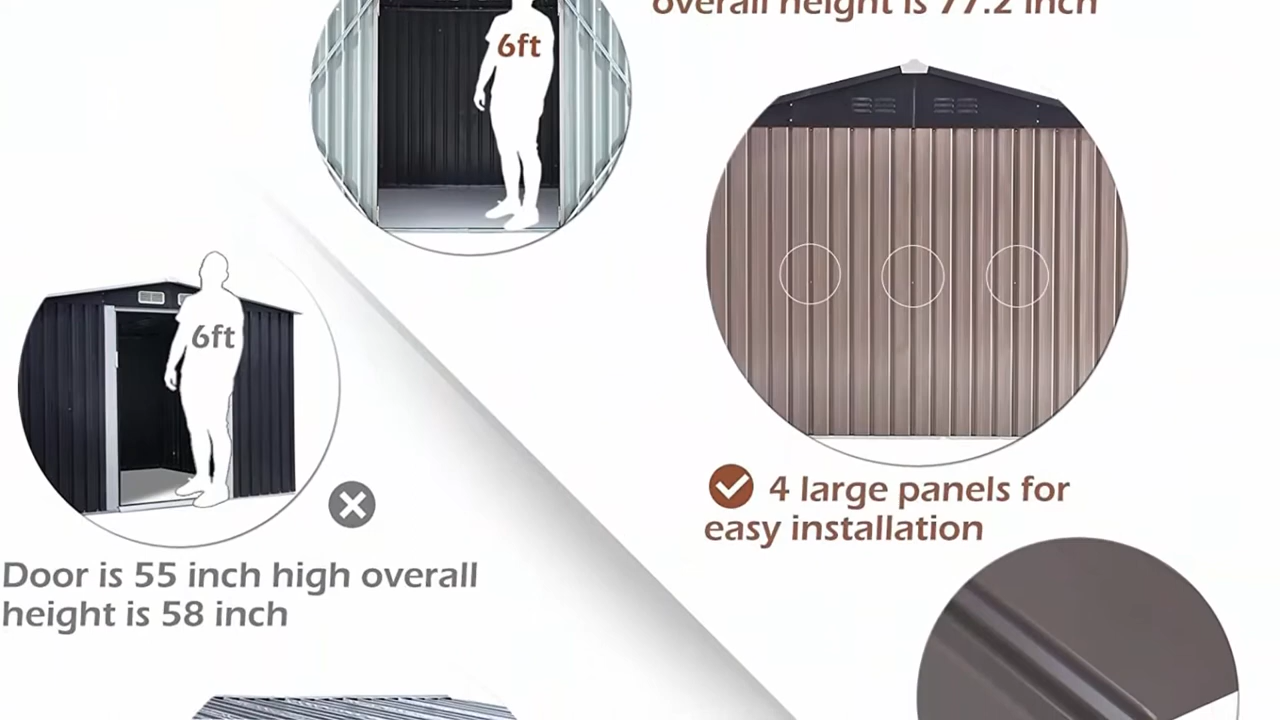 overall height is 77.2 inch
6ft
6ft
4 large panels for
easy installation
Door is 55 inch high overall
height is 58 inch